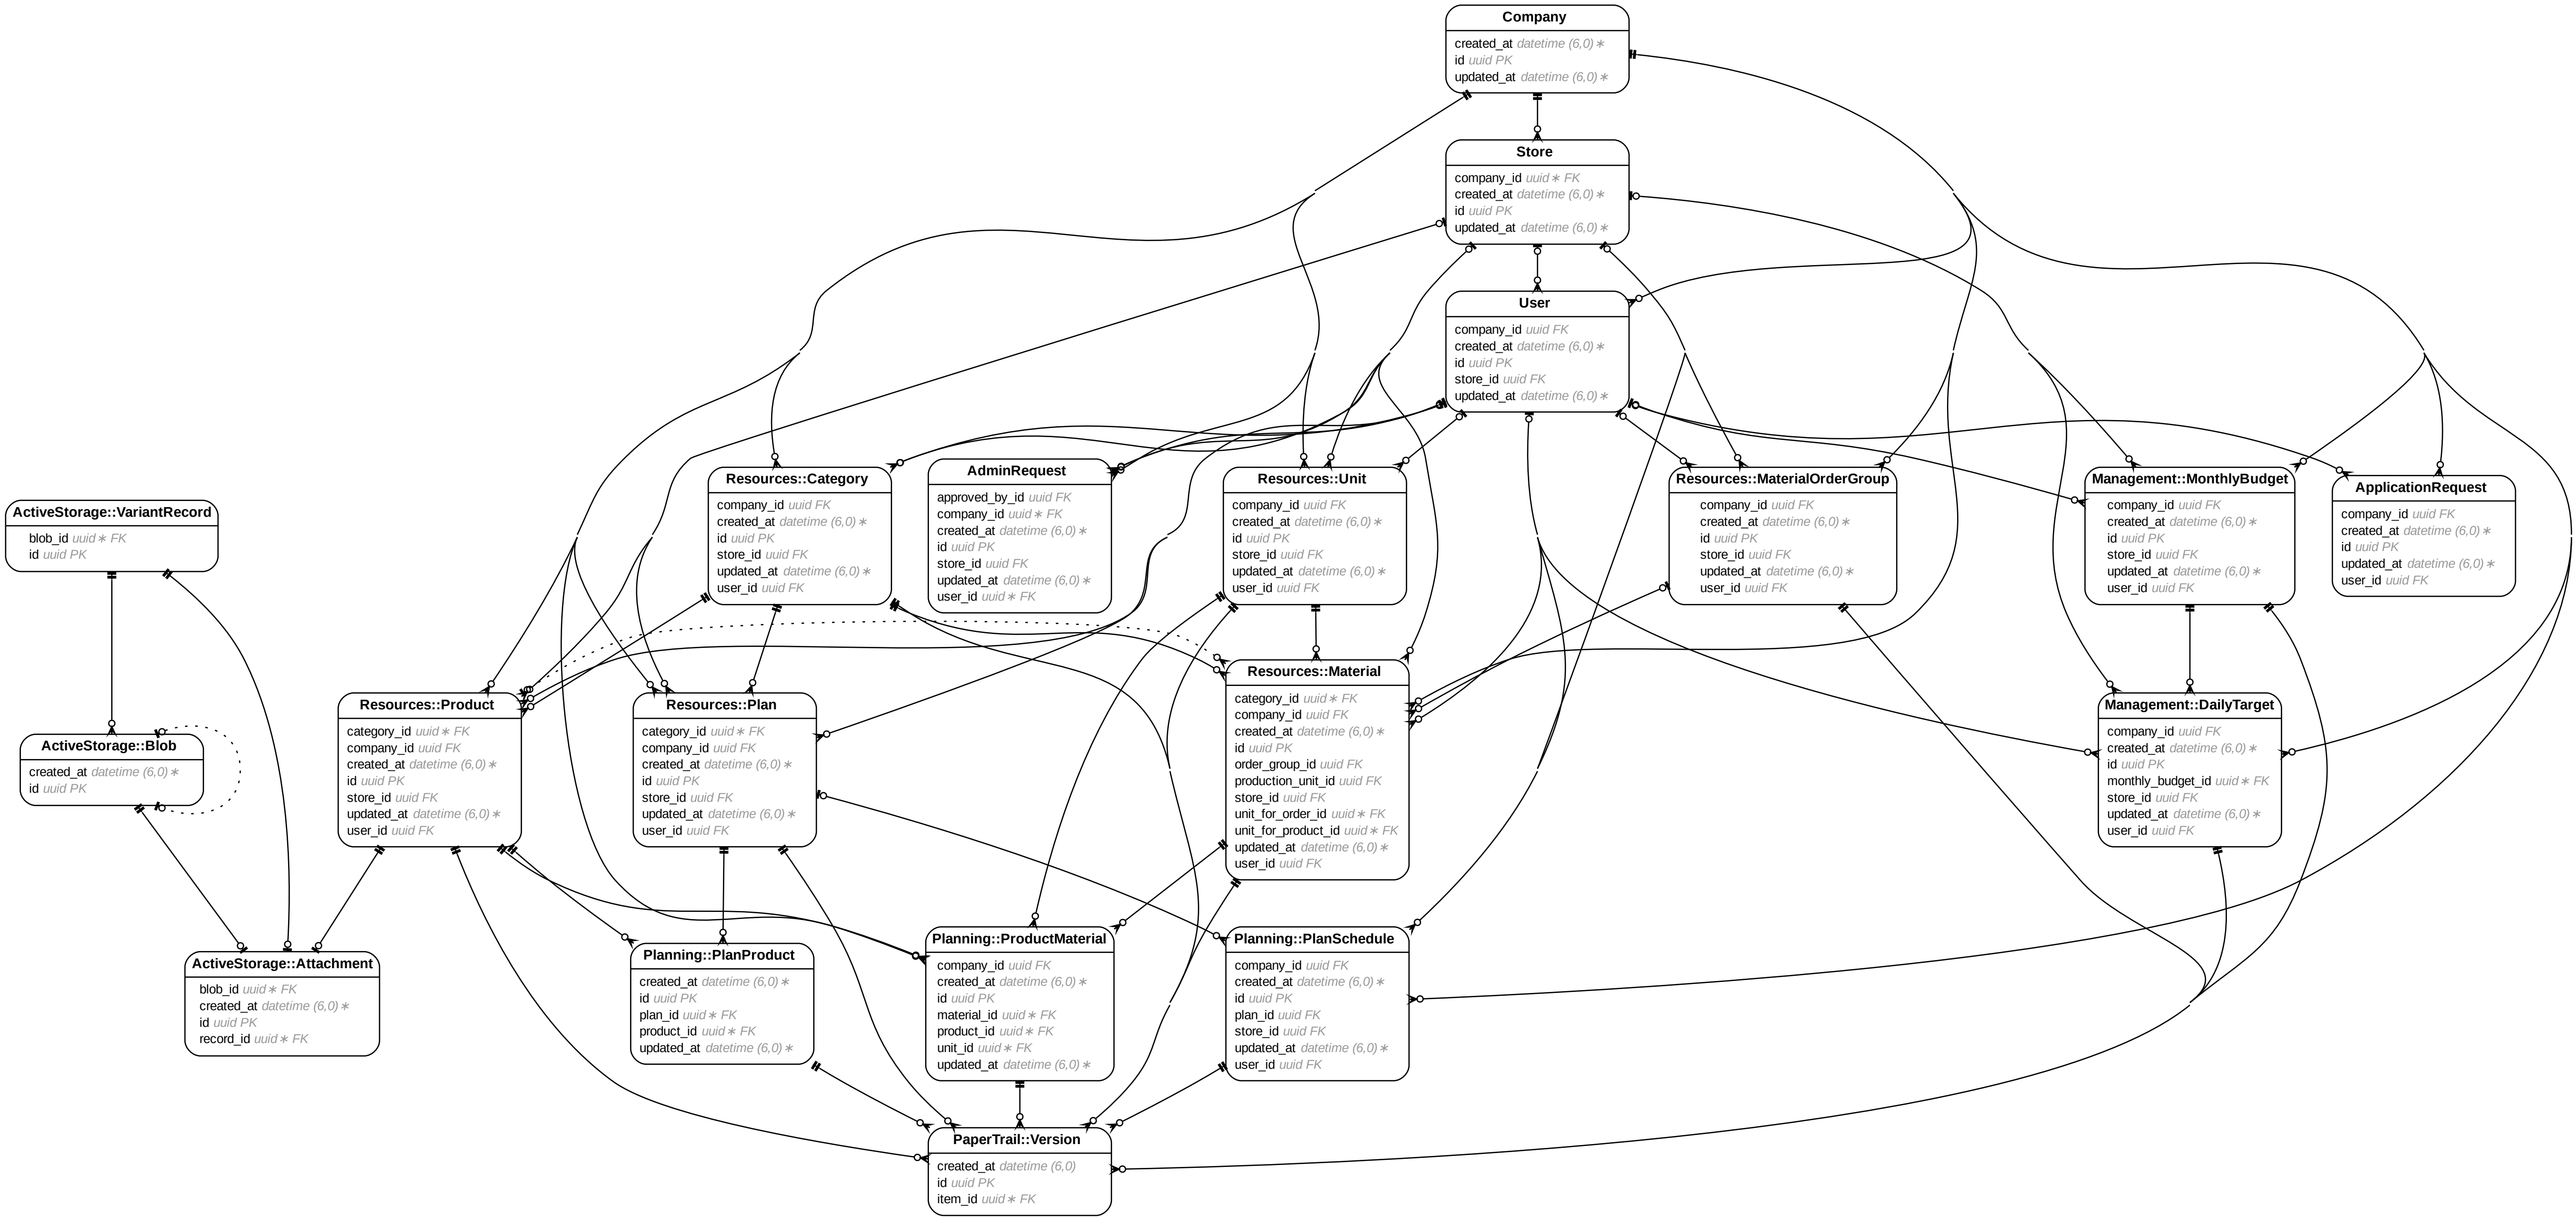 Company
created_at datetime (6,0)∗
id uuid PK
updated_at datetime (6,0)∗
Store
company_id uuid∗ FK
created_at datetime (6,0)∗
id uuid PK
updated_at datetime (6,0)∗
User
company_id uuid FK
created_at datetime (6,0)∗
id uuid PK
store_id uuid FK
updated_at datetime (6,0)∗
ActiveStorage::VariantRecord
blob_id uuid∗ FK
id uuid PK
Resources::Category
company_id uuid FK
created_at datetime (6,0)∗
id uuid PK
store_id uuid FK
updated_at datetime (6,0)∗
user_id uuid FK
AdminRequest
approved_by_id uuid FK
company_id uuid∗ FK
created_at datetime (6,0)∗
id uuid PK
store_id uuid FK
updated_at datetime (6,0)∗
user_id uuid∗ FK
Resources::Unit
company_id uuid FK
created_at datetime (6,0)∗
id uuid PK
store_id uuid FK
updated_at datetime (6,0)∗
user_id uuid FK
Resources::MaterialOrderGroup
company_id uuid FK
created_at datetime (6,0)∗
id uuid PK
store_id uuid FK
updated_at datetime (6,0)∗
user_id uuid FK
Management::MonthlyBudget
company_id uuid FK
created_at datetime (6,0)∗
id uuid PK
store_id uuid FK
updated_at datetime (6,0)∗
user_id uuid FK
ApplicationRequest
company_id uuid FK
created_at datetime (6,0)∗
id uuid PK
updated_at datetime (6,0)∗
user_id uuid FK
ActiveStorage::Blob
created_at datetime (6,0)∗
id uuid PK
Resources::Product
category_id uuid∗ FK
company_id uuid FK
created_at datetime (6,0)∗
id uuid PK
store_id uuid FK
updated_at datetime (6,0)∗
user_id uuid FK
Resources::Plan
category_id uuid∗ FK
company_id uuid FK
created_at datetime (6,0)∗
id uuid PK
store_id uuid FK
updated_at datetime (6,0)∗
user_id uuid FK
Resources::Material
category_id uuid∗ FK
company_id uuid FK
created_at datetime (6,0)∗
id uuid PK
order_group_id uuid FK
production_unit_id uuid FK
store_id uuid FK
unit_for_order_id uuid∗ FK
unit_for_product_id uuid∗ FK
updated_at datetime (6,0)∗
user_id uuid FK
Management::DailyTarget
company_id uuid FK
created_at datetime (6,0)∗
id uuid PK
monthly_budget_id uuid∗ FK
store_id uuid FK
updated_at datetime (6,0)∗
user_id uuid FK
ActiveStorage::Attachment
blob_id uuid∗ FK
created_at datetime (6,0)∗
id uuid PK
record_id uuid∗ FK
Planning::PlanProduct
created_at datetime (6,0)∗
id uuid PK
plan_id uuid∗ FK
product_id uuid∗ FK
updated_at datetime (6,0)∗
Planning::ProductMaterial
company_id uuid FK
created_at datetime (6,0)∗
id uuid PK
material_id uuid∗ FK
product_id uuid∗ FK
unit_id uuid∗ FK
updated_at datetime (6,0)∗
Planning::PlanSchedule
company_id uuid FK
created_at datetime (6,0)∗
id uuid PK
plan_id uuid FK
store_id uuid FK
updated_at datetime (6,0)∗
user_id uuid FK
PaperTrail::Version
created_at datetime (6,0)
id uuid PK
item_id uuid∗ FK